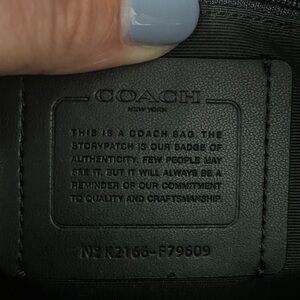 COACH
NEW YORK
THIS IS A COACH BAG. THE
STORYPATCH IS OUR BADGE OF
AUTHENTICITY. FEW PEOPLE MAY
SEE IT, BUT IT WILL ALWAYS BE A
REMINDER OF OUR COMMITMENT
TO QUALITY AND CRAFTSMANSHIP.
K2166-F79609